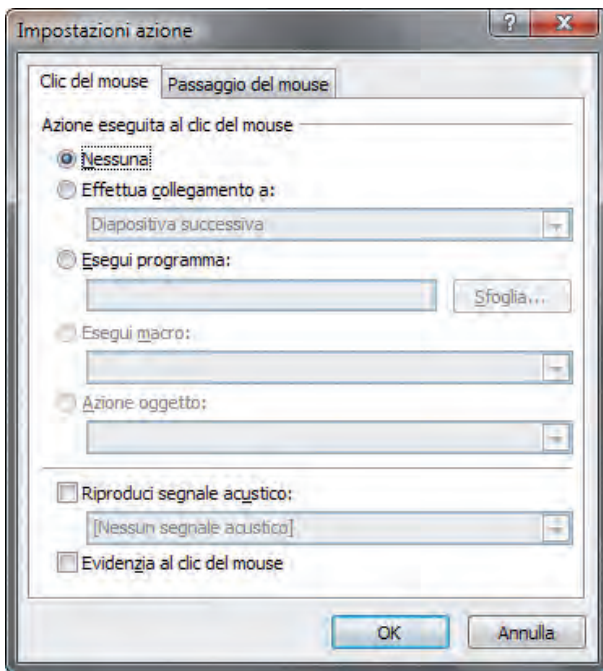 Impostazioni azione
Clic del mouse Passaggio del mouse
Azione eseguita al clic del mouse
Nessuna
Effettua collegamento a:
Diapositiva successiva
Esegui programma:
Sfoglia...
Esegui macro:
Azione oggetto:
Riproduci segnale acustico:
[Nessun segnale acustico]
Evidenzia al clic del mouse
OK Annulla